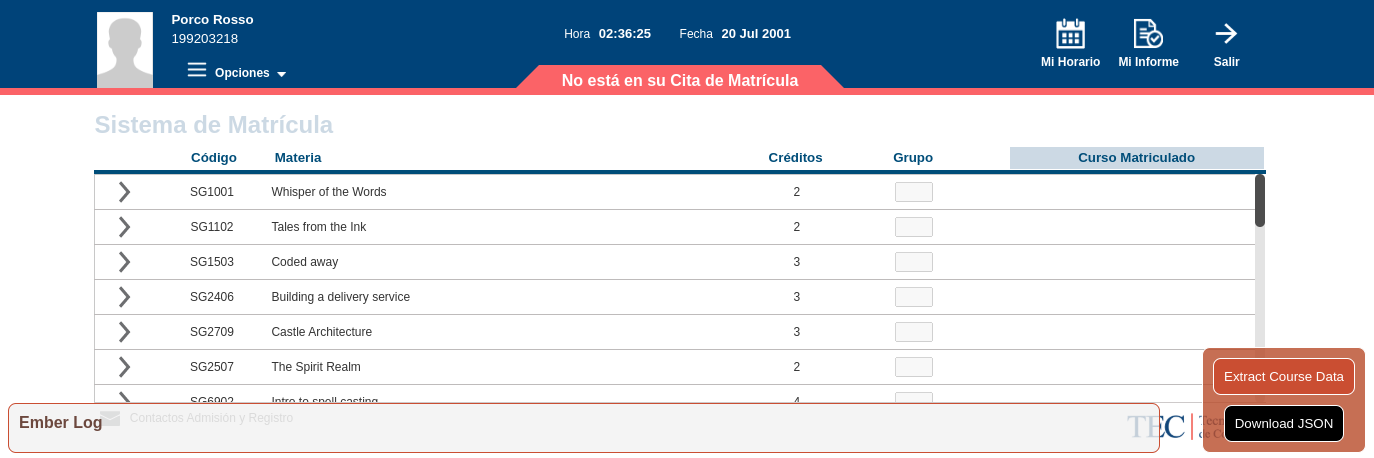 Porco Rosso
199203218
Hora 02:36:25 Fecha 20 Jul 2001
Opciones
No está en su Cita de Matrícula
Mi Horario Mi Informe Salir
Sistema de Matrícula
Código Materia Créditos Grupo Curso Matriculado
SG1001 Whisper of the Words 2
SG1102 Tales from the Ink 2
SG1503 Coded away 3
SG2406 Building a delivery service 3
SG2709 Castle Architecture 3
SG2507 The Spirit Realm 2
SG6902 Intro to spell casting 4
Extract Course Data
Download JSON
Contactos Admisión y Registro
Ember Log
TEC